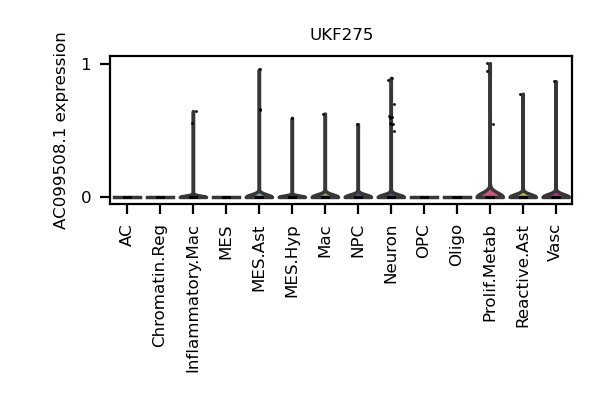 UKF275
AC099508.1 expression
1
0
AC
Chromatin.Reg
Inflammatory.Mac
MES
MES.Ast
MES.Hyp
Mac
NPC
Neuron
OPC
Oligo
Prolif.Metab
Reactive.Ast
Vasc